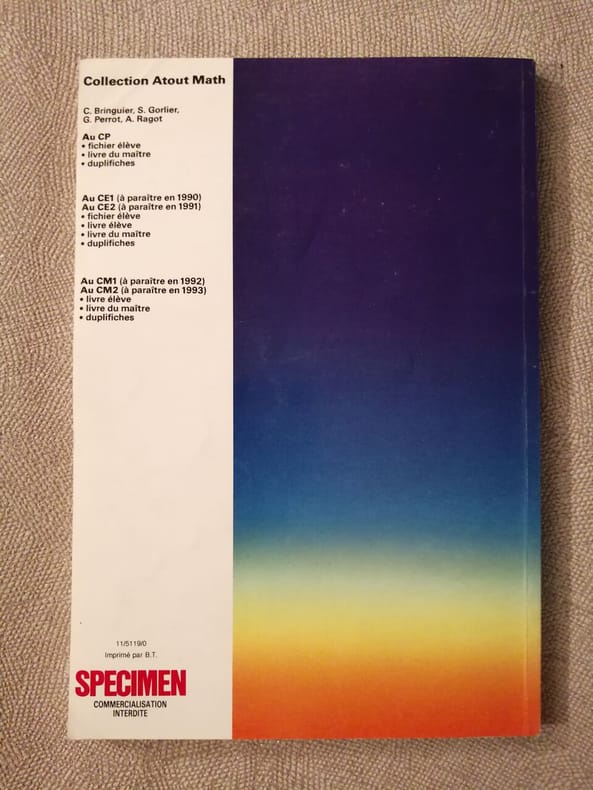 Collection Atout Math
C. Bringuier, S. Gorlier,
G. Perrot, A. Ragot
Au CP
• fichier élève
• livre du maître
• duplifiches
Au CE1 (à paraître en 1990)
Au CE2 (à paraître en 1991)
• fichier élève
• livre élève
• livre du maître
• duplifiches
Au CM1 (à paraître en 1992)
Au CM2 (à paraître en 1993)
• livre élève
• livre du maître
• duplifiches
11/5119/0
Imprimé par B.T.
SPECIMEN
COMMERCIALISATION
INTERDITE